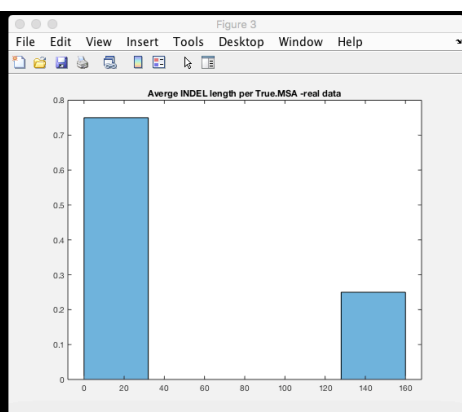 Figure 3
File Edit View Insert Tools Desktop Window Help
Averge INDEL length per True.MSA -real data
0.8
0.7
0.6
0.5
0.4
0.3
0.2
0.1
0
0 20 40 60 80 100 120 140 160